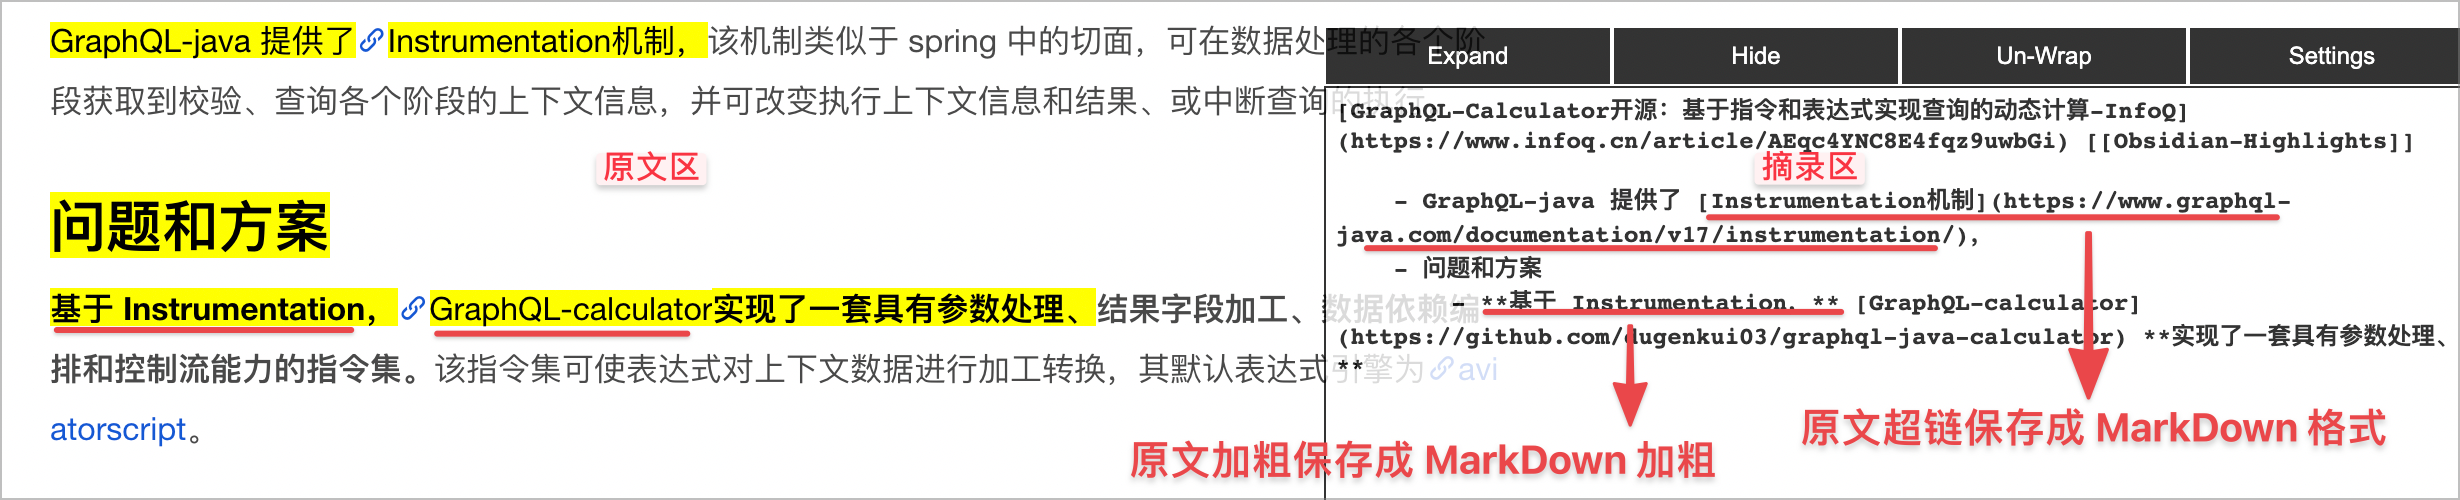 GraphQL-java 提供了 Instrumentation机制，该机制类似于 spring 中的切面，可在数据处理的各个阶
段获取到校验、查询各个阶段的上下文信息，并可改变执行上下文信息和结果、或中断查询的执行
原文区
问题和方案
基于 Instrumentation，GraphQL-calculator实现了一套具有参数处理、结果字段加工、数据依赖编
排和控制流能力的指令集。该指令集可使表达式对上下文数据进行加工转换，其默认表达式引擎为 avi
atorscript。
Expand
Hide
Un-Wrap
Settings
[GraphQL-Calculator开源：基于指令和表达式实现查询的动态计算-InfoQ]
(https://www.infoq.cn/article/AEqc4YNC8E4fqz9uwbGi) [[Obsidian-Highlights]]
摘录区
- GraphQL-java 提供了 [Instrumentation机制](https://www.graphql-
java.com/documentation/v17/instrumentation/),
- 问题和方案
- **基于 Instrumentation，** [GraphQL-calculator]
(https://github.com/dugenkui03/graphql-java-calculator) **实现了一套具有参数处理、
**
原文超链保存成 MarkDown 格式
原文加粗保存成 MarkDown 加粗